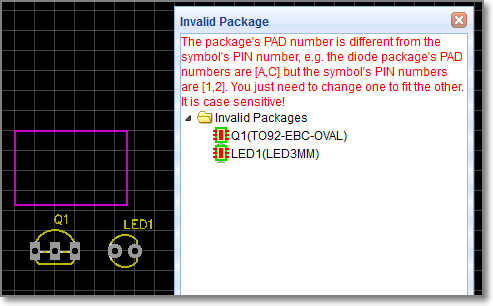 Invalid Package
The package's PAD number is different from the
symbol's PIN number, e.g. the diode package's PAD
numbers are [A,C] but the symbol's PIN numbers
are [1,2]. You just need to change one to fit the other.
It is case sensitive!
Invalid Packages
Q1(TO92-EBC-OVAL)
LED1(LED3MM)
Q1
LED1